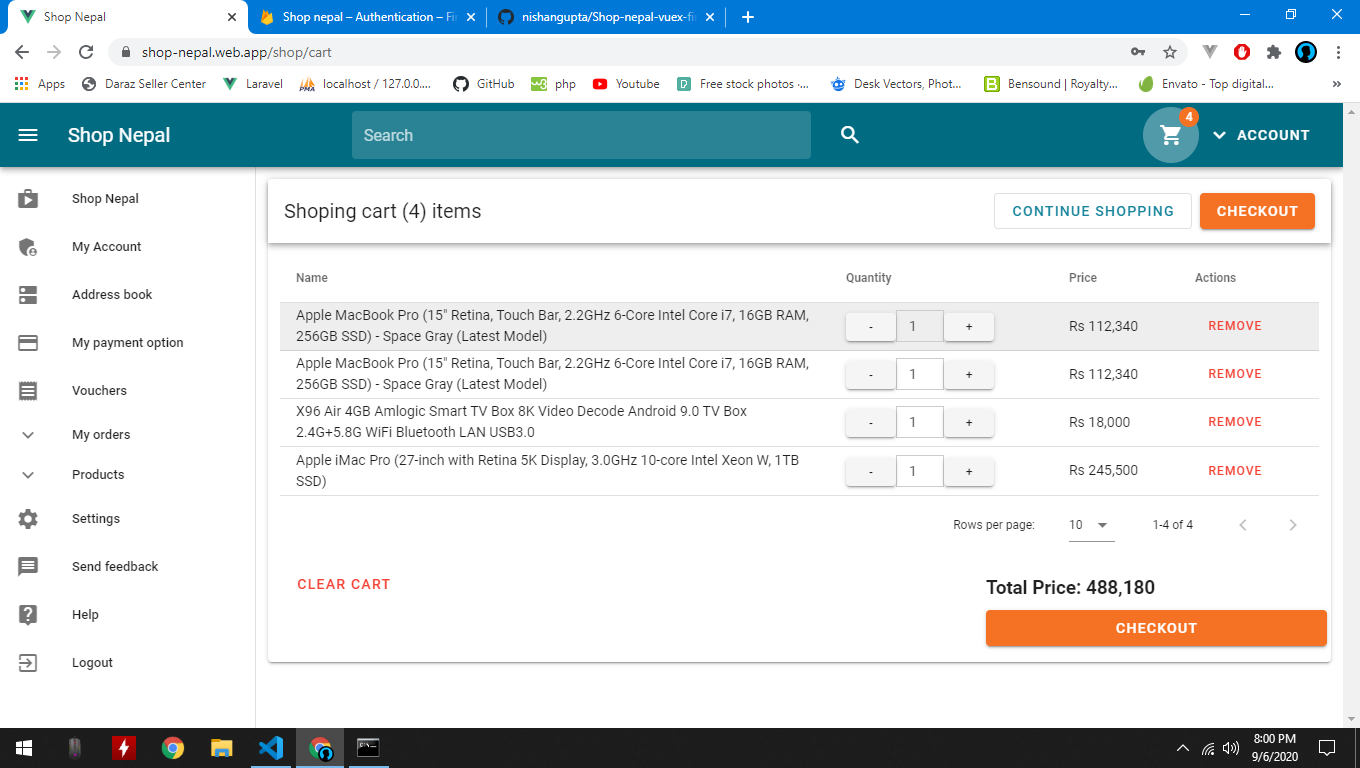 Shop Nepal
Shop nepal – Authentication – Fi
nishangupta/Shop-nepal-vuex-fi
shop-nepal.web.app/shop/cart
Apps
Daraz Seller Center
Laravel
localhost / 127.0.0....
GitHub
php
Youtube
Free stock photos ·...
Desk Vectors, Phot...
Bensound | Royalty...
Envato - Top digital...
»
Shop Nepal
Search
4
ACCOUNT
Shop Nepal
My Account
Address book
My payment option
Vouchers
My orders
Products
Settings
Send feedback
Help
Logout
Shoping cart (4) items
CONTINUE SHOPPING
CHECKOUT
Name Quantity Price Actions
Apple MacBook Pro (15" Retina, Touch Bar, 2.2GHz 6-Core Intel Core i7, 16GB RAM,
256GB SSD) - Space Gray (Latest Model)
- 1 + Rs 112,340 REMOVE
Apple MacBook Pro (15" Retina, Touch Bar, 2.2GHz 6-Core Intel Core i7, 16GB RAM,
256GB SSD) - Space Gray (Latest Model)
- 1 + Rs 112,340 REMOVE
X96 Air 4GB Amlogic Smart TV Box 8K Video Decode Android 9.0 TV Box
2.4G+5.8G WiFi Bluetooth LAN USB3.0
- 1 + Rs 18,000 REMOVE
Apple iMac Pro (27-inch with Retina 5K Display, 3.0GHz 10-core Intel Xeon W, 1TB
SSD)
- 1 + Rs 245,500 REMOVE
Rows per page: 10 1-4 of 4
CLEAR CART
Total Price: 488,180
CHECKOUT
8:00 PM
9/6/2020